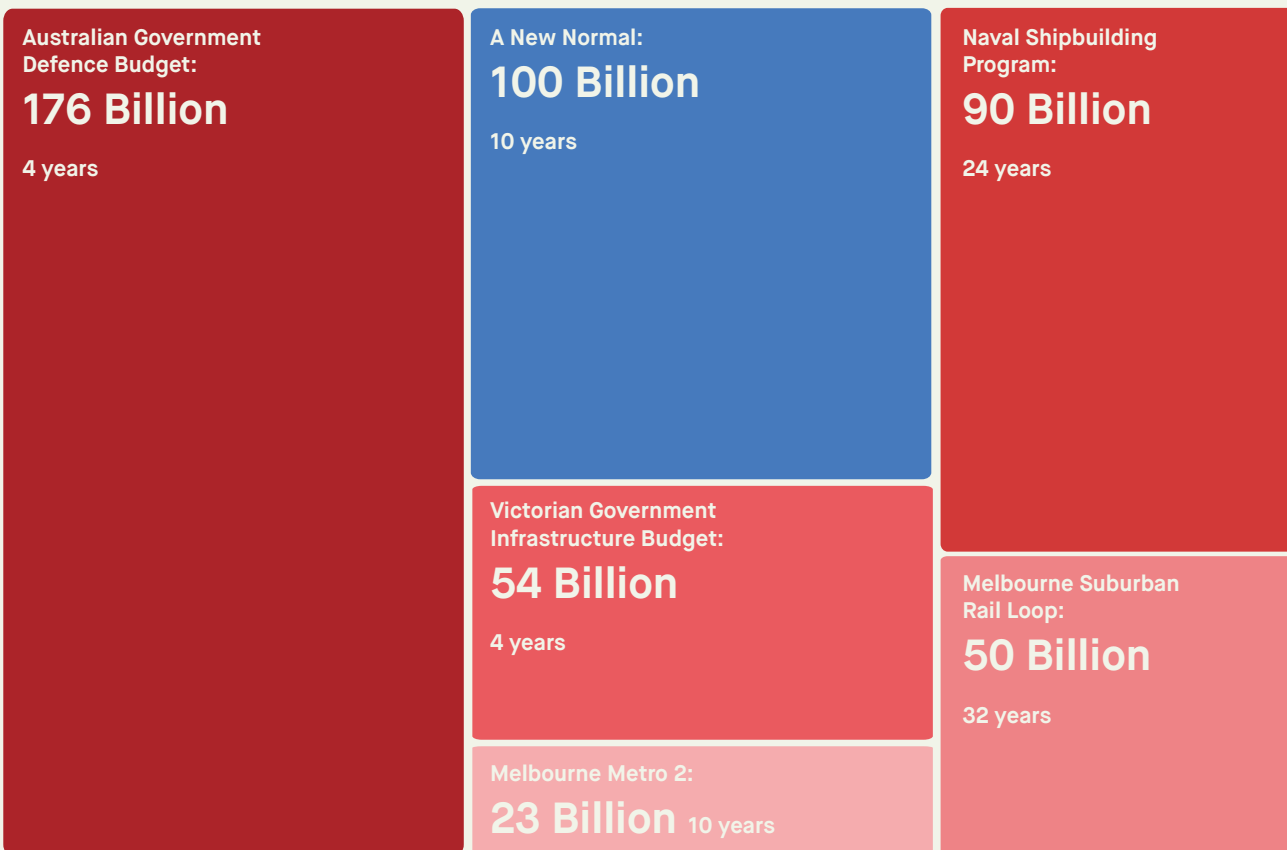 Australian Government
Defence Budget:
176 Billion
4 years
A New Normal:
100 Billion
10 years
Victorian Government
Infrastructure Budget:
54 Billion
4 years
Melbourne Metro 2:
23 Billion 10 years
Naval Shipbuilding
Program:
90 Billion
24 years
Melbourne Suburban
Rail Loop:
50 Billion
32 years